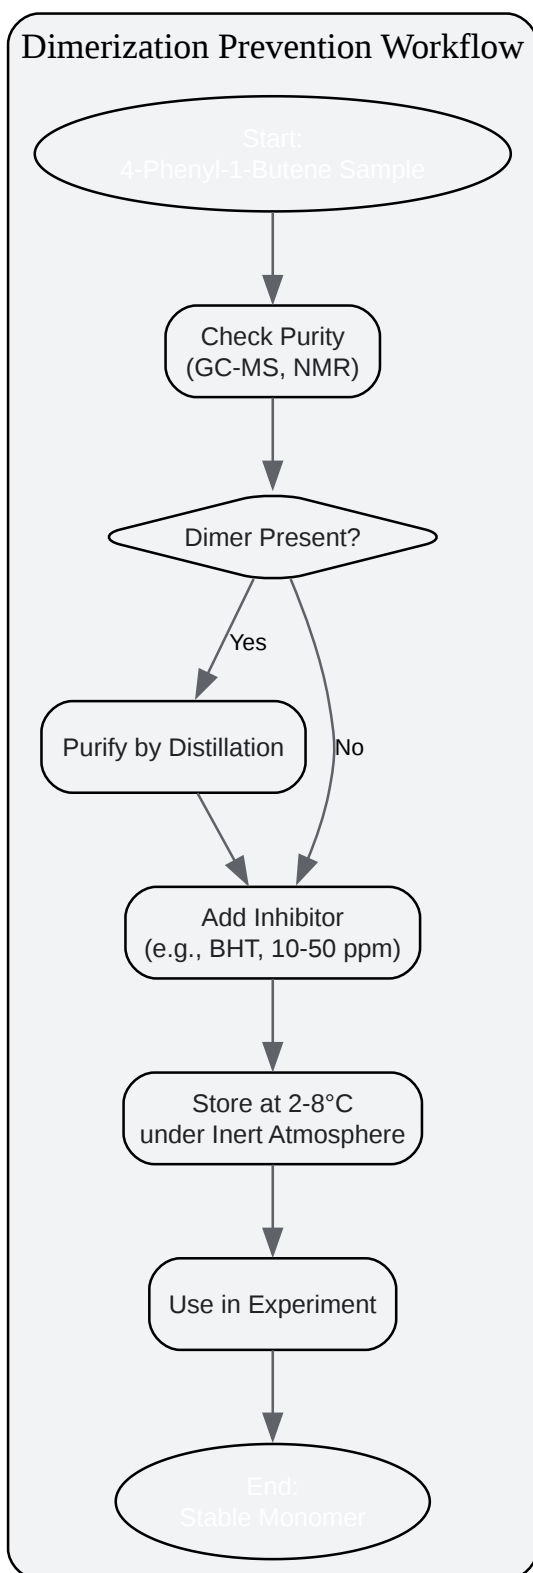 Dimerization Prevention Workflow
Start:
4-Phenyl-1-Butene Sample
Check Purity
(GC-MS, NMR)
Dimer Present?
Yes
Purify by Distillation
No
Add Inhibitor
(e.g., BHT, 10-50 ppm)
Store at 2-8°C
under Inert Atmosphere
Use in Experiment
End:
Stable Monomer